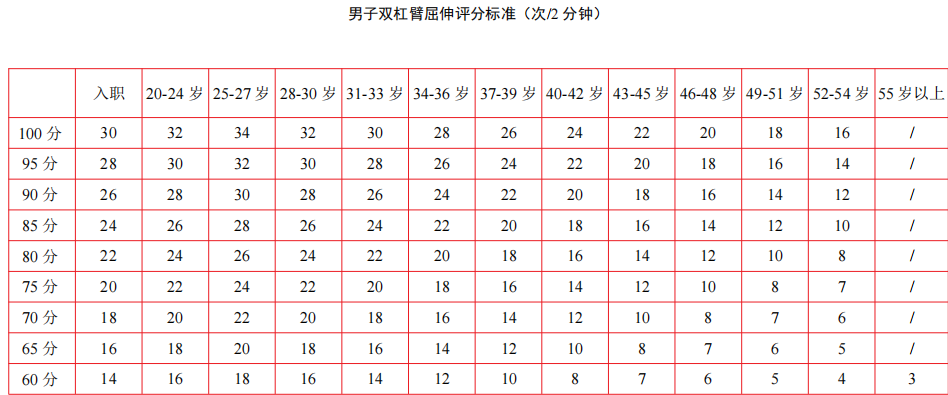 男子双杠臂屈伸评分标准（次/2 分钟）
入职 20-24 岁 25-27 岁 28-30 岁 31-33 岁 34-36 岁 37-39 岁 40-42 岁 43-45 岁 46-48 岁 49-51 岁 52-54 岁 55 岁以上
100 分 30 32 34 32 30 28 26 24 22 20 18 16 /
95 分 28 30 32 30 28 26 24 22 20 18 16 14 /
90 分 26 28 30 28 26 24 22 20 18 16 14 12 /
85 分 24 26 28 26 24 22 20 18 16 14 12 10 /
80 分 22 24 26 24 22 20 18 16 14 12 10 8 /
75 分 20 22 24 22 20 18 16 14 12 10 8 7 /
70 分 18 20 22 20 18 16 14 12 10 8 7 6 /
65 分 16 18 20 18 16 14 12 10 8 7 6 5 /
60 分 14 16 18 16 14 12 10 8 7 6 5 4 3